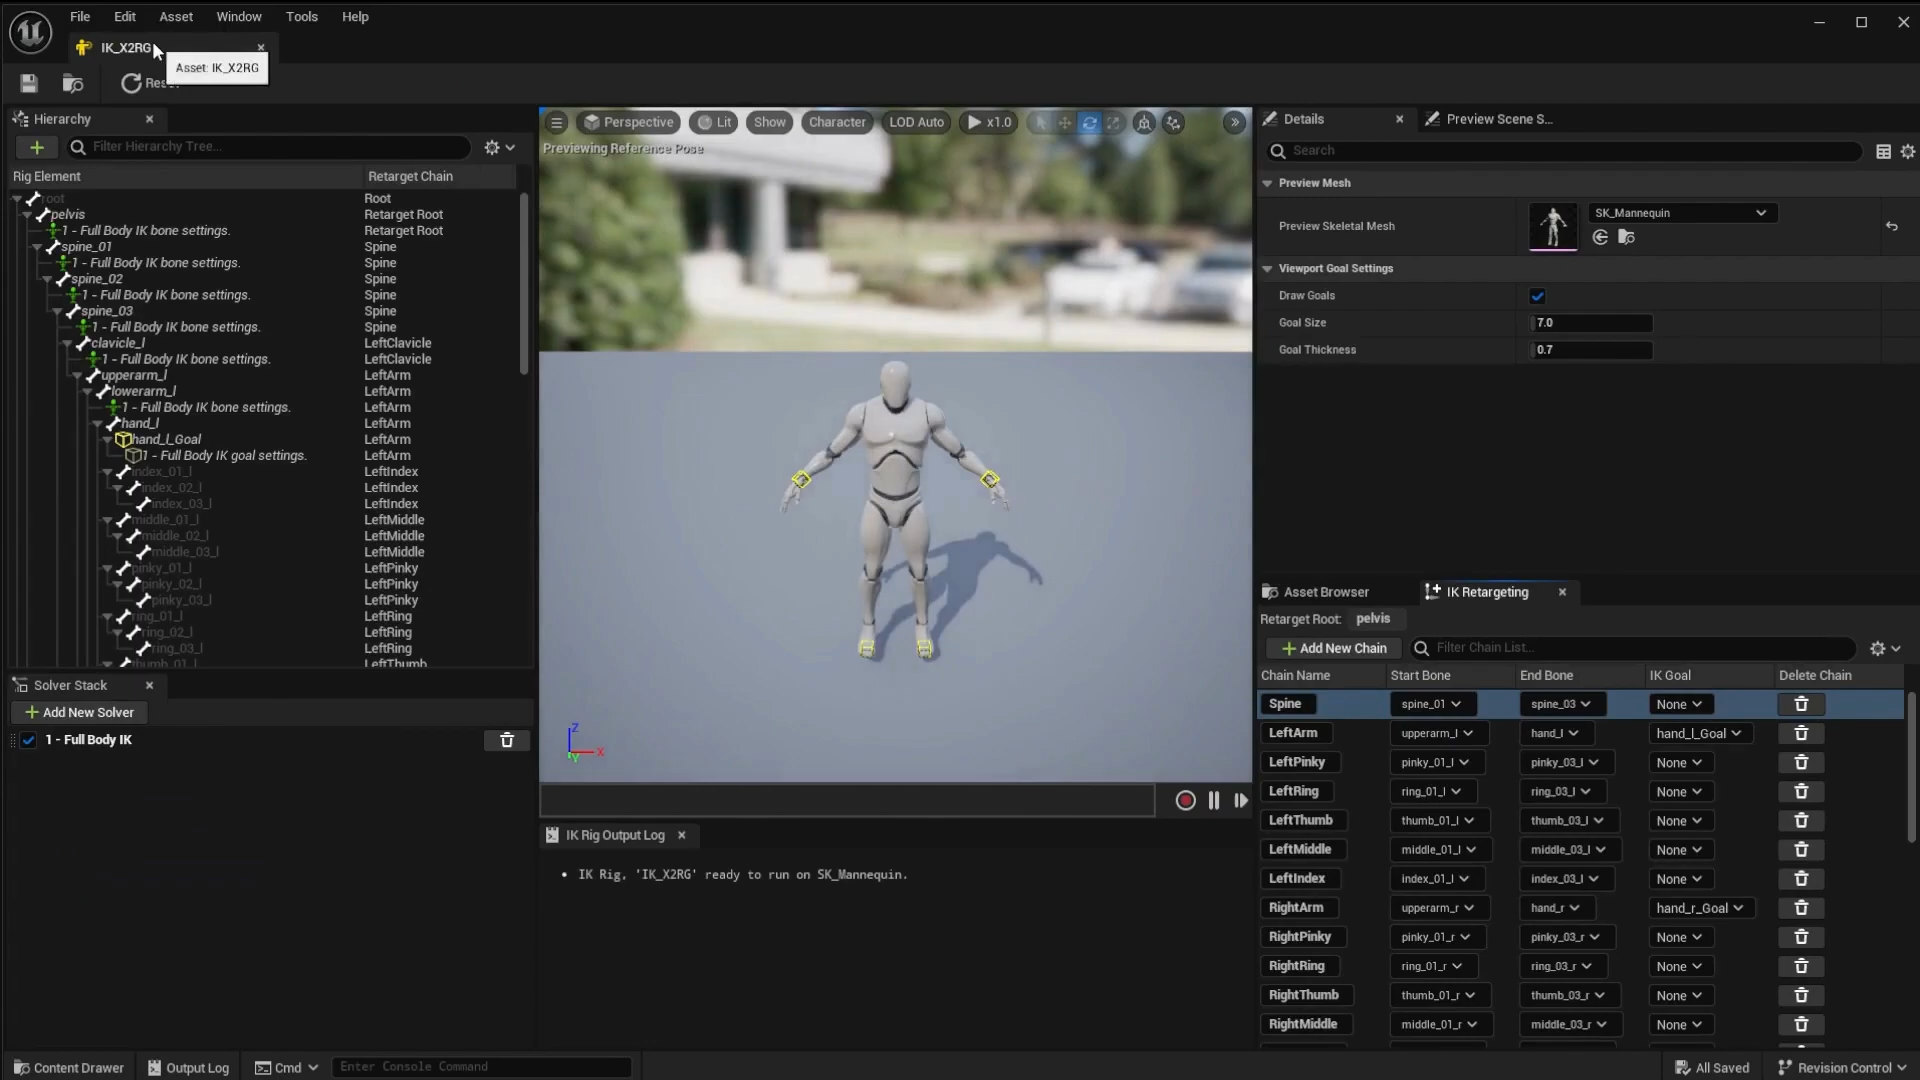 File Edit Asset Window Tools Help
IK_X2RG
Asset: IK_X2RG
Hierarchy
Filter Hierarchy Tree...
Rig Element Retarget Chain
root Root
pelvis Retarget Root
1 - Full Body IK bone settings. Retarget Root
spine_01 Spine
1 - Full Body IK bone settings. Spine
spine_02 Spine
1 - Full Body IK bone settings. Spine
spine_03 Spine
1 - Full Body IK bone settings. Spine
clavicle_l LeftClavicle
1 - Full Body IK bone settings. LeftClavicle
upperarm_l LeftArm
lowerarm_l LeftArm
1 - Full Body IK bone settings. LeftArm
hand_l LeftArm
hand_l_Goal LeftArm
1 - Full Body IK goal settings. LeftArm
index_01_l LeftIndex
index_02_l LeftIndex
index_03_l LeftIndex
middle_01_l LeftMiddle
middle_02_l LeftMiddle
middle_03_l LeftMiddle
pinky_01_l LeftPinky
pinky_02_l LeftPinky
pinky_03_l LeftPinky
ring_01_l LeftRing
ring_02_l LeftRing
ring_03_l LeftRing
thumb_01_l LeftThumb
Solver Stack
Add New Solver
1 - Full Body IK
Perspective Lit Show Character LOD Auto x1.0
Previewing Reference Pose
Z
X
Y
IK Rig Output Log
• IK Rig, 'IK_X2RG' ready to run on SK_Mannequin.
Details Preview Scene S...
Search
Preview Mesh
Preview Skeletal Mesh SK_Mannequin
Viewport Goal Settings
Draw Goals
Goal Size 7.0
Goal Thickness 0.7
Asset Browser IK Retargeting
Retarget Root: pelvis
Add New Chain Filter Chain List...
Chain Name Start Bone End Bone IK Goal Delete Chain
Spine spine_01 spine_03 None
LeftArm upperarm_l hand_l hand_l_Goal
LeftPinky pinky_01_l pinky_03_l None
LeftRing ring_01_l ring_03_l None
LeftThumb thumb_01_l thumb_03_l None
LeftMiddle middle_01_l middle_03_l None
LeftIndex index_01_l index_03_l None
RightArm upperarm_r hand_r hand_r_Goal
RightPinky pinky_01_r pinky_03_r None
RightRing ring_01_r ring_03_r None
RightThumb thumb_01_r thumb_03_r None
RightMiddle middle_01_r middle_03_r None
Content Drawer Output Log Cmd Enter Console Command All Saved Revision Control